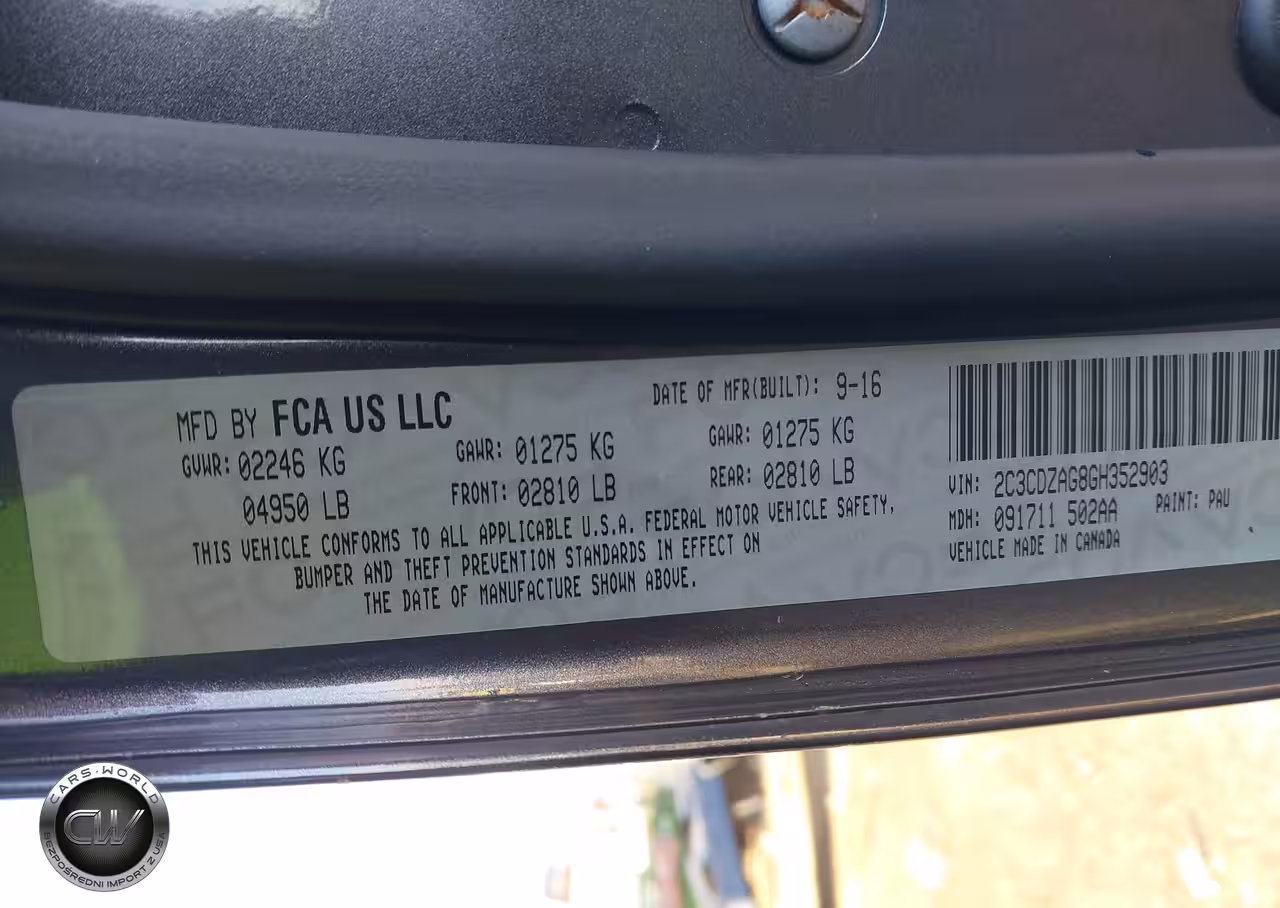 MFD BY FCA US LLC
DATE OF MFR(BUILT): 9-16
GVWR: 02246 KG
04950 LB
GAWR: 01275 KG
FRONT: 02810 LB
GAWR: 01275 KG
REAR: 02810 LB
THIS VEHICLE CONFORMS TO ALL APPLICABLE U.S.A. FEDERAL MOTOR VEHICLE SAFETY,
BUMPER AND THEFT PREVENTION STANDARDS IN EFFECT ON
THE DATE OF MANUFACTURE SHOWN ABOVE.
VIN: 2C3CDZAG8GH352903
MDH: 091711 502AA PAINT: PAU
VEHICLE MADE IN CANADA
CARS·WORLD
CW
BEZPOŚREDNI IMPORT Z USA